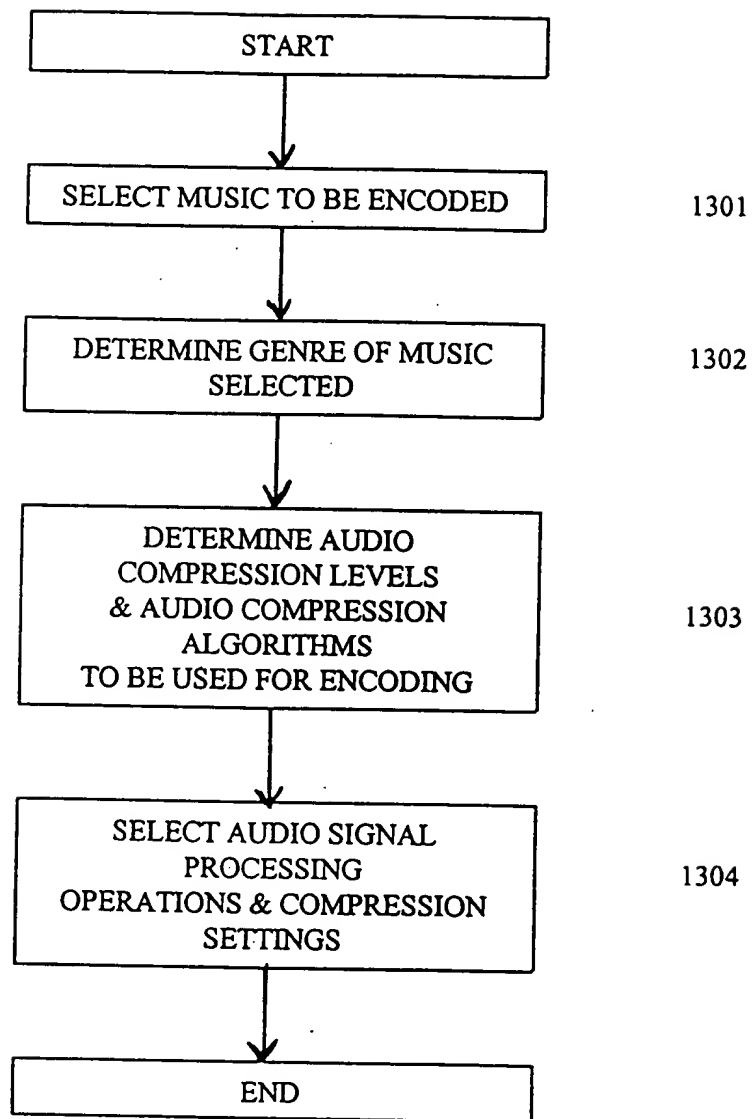 START
SELECT MUSIC TO BE ENCODED
1301
DETERMINE GENRE OF MUSIC
SELECTED
1302
DETERMINE AUDIO
COMPRESSION LEVELS
& AUDIO COMPRESSION
ALGORITHMS
TO BE USED FOR ENCODING
1303
SELECT AUDIO SIGNAL
PROCESSING
OPERATIONS & COMPRESSION
SETTINGS
1304
END